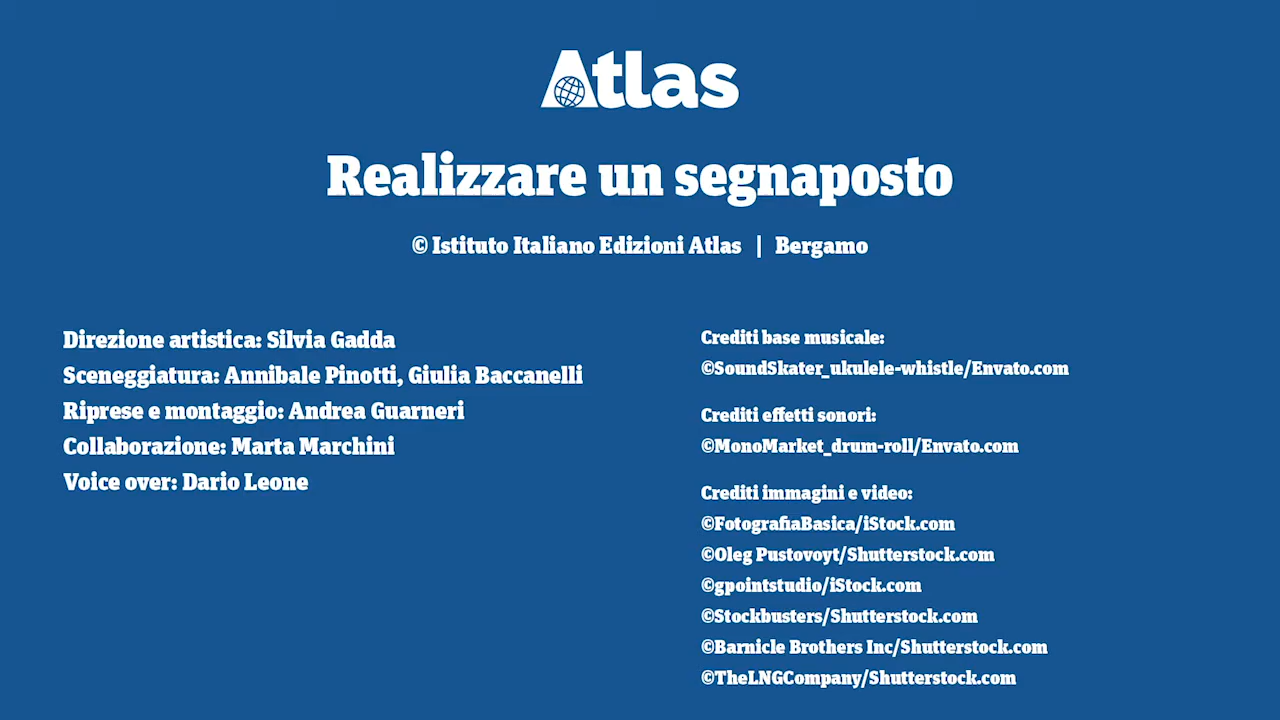 Atlas
Realizzare un segnaposto
© Istituto Italiano Edizioni Atlas | Bergamo
Direzione artistica: Silvia Gadda
Sceneggiatura: Annibale Pinotti, Giulia Baccanelli
Riprese e montaggio: Andrea Guarneri
Collaborazione: Marta Marchini
Voice over: Dario Leone
Crediti base musicale:
©SoundSkater_ukulele-whistle/Envato.com
Crediti effetti sonori:
©MonoMarket_drum-roll/Envato.com
Crediti immagini e video:
©FotografiaBasica/iStock.com
©Oleg Pustovoyt/Shutterstock.com
©gpointstudio/iStock.com
©Stockbusters/Shutterstock.com
©Barnicle Brothers Inc/Shutterstock.com
©TheLNGCompany/Shutterstock.com